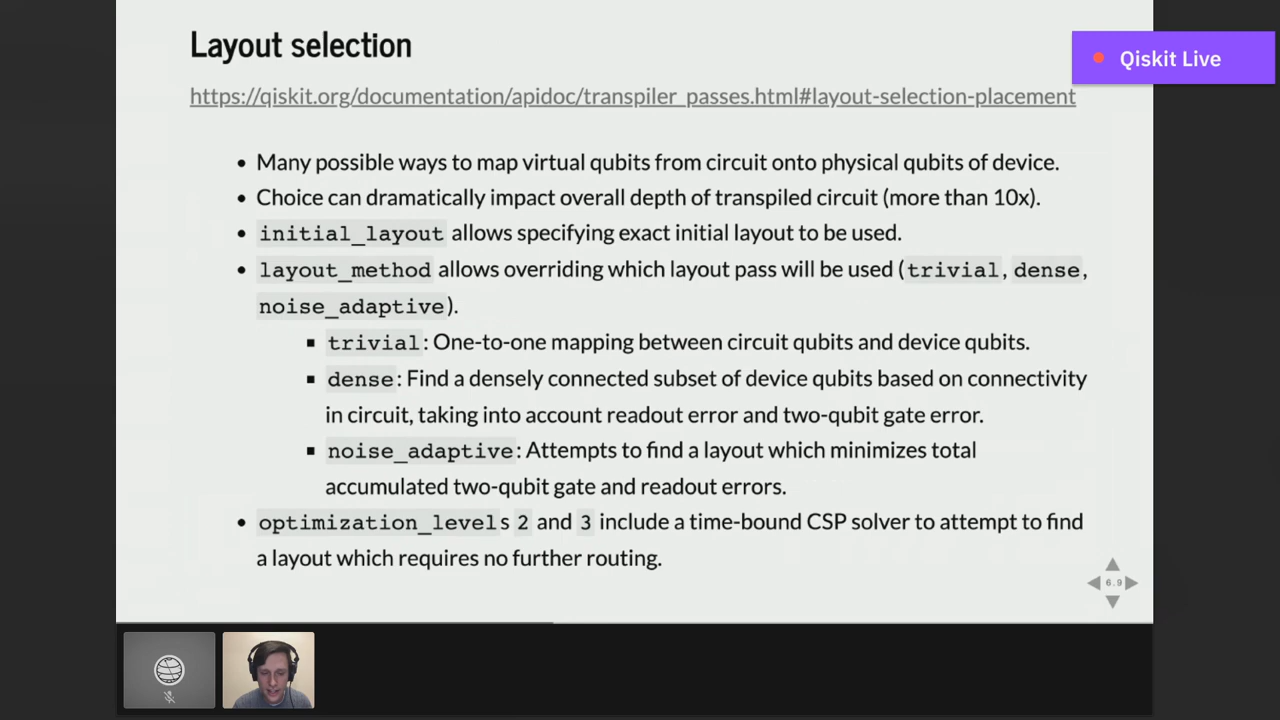 Layout selection
Qiskit Live
https://qiskit.org/documentation/apidoc/transpiler_passes.html#layout-selection-placement
• Many possible ways to map virtual qubits from circuit onto physical qubits of device.
• Choice can dramatically impact overall depth of transpiled circuit (more than 10x).
• initial_layout allows specifying exact initial layout to be used.
• layout_method allows overriding which layout pass will be used (trivial, dense,
noise_adaptive).
▪ trivial: One-to-one mapping between circuit qubits and device qubits.
▪ dense: Find a densely connected subset of device qubits based on connectivity
in circuit, taking into account readout error and two-qubit gate error.
▪ noise_adaptive: Attempts to find a layout which minimizes total
accumulated two-qubit gate and readout errors.
• optimization_levels 2 and 3 include a time-bound CSP solver to attempt to find
a layout which requires no further routing.
6.9